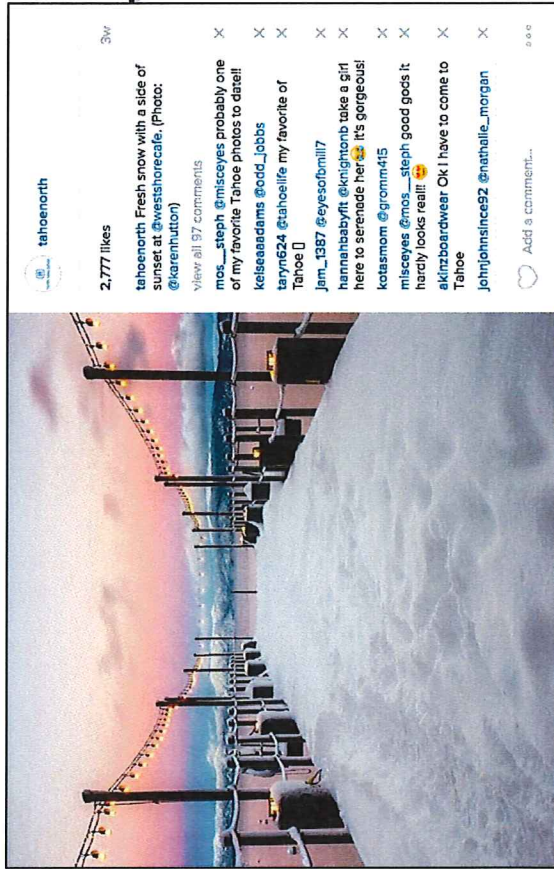 tahoenorth
2,777 likes
3w
tahoenorth Fresh snow with a side of
sunset at @westshorecafe. (Photo:
@karenhutton)
view all 97 comments
mos__steph @misceyes probably one
of my favorite Tahoe photos to date!!
kelseaaadams @odd_jobbs
taryn624 @tahoelife my favorite of
Tahoe
jam_1387 @eyesofbmill7
hannahbabyfit @knightonb take a girl
here to serenade her😂 it's gorgeous!
kotasmom @gromm415
misceyes @mos__steph good gods it
hardly looks real!! 😍
akinzboardwear Ok I have to come to
Tahoe
johnjohnsince92 @nathalie_morgan
Add a comment...